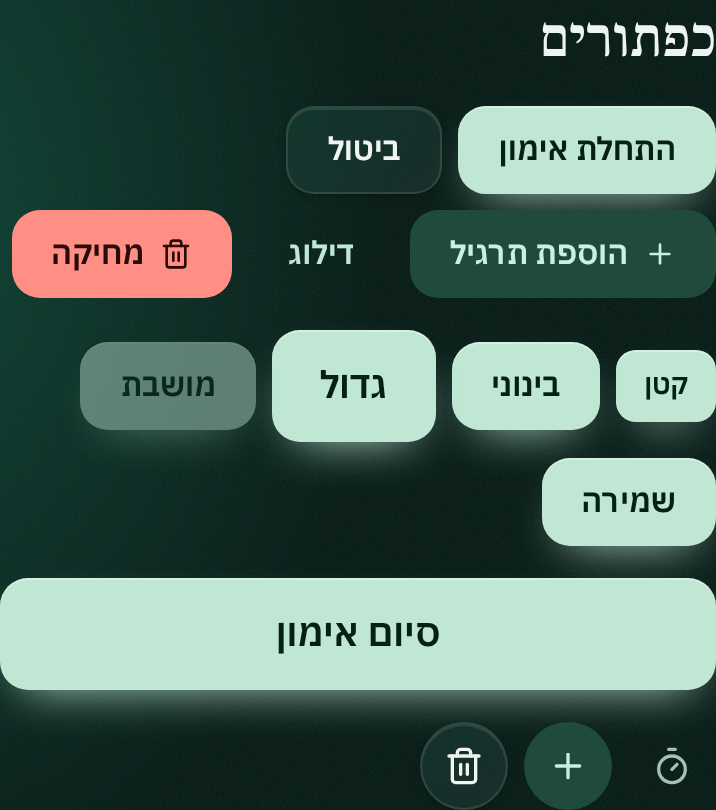 כפתורים
התחלת אימון ביטול
הוספת תרגיל דילוג מחיקה
קטן בינוני גדול מושבת
שמירה
סיום אימון